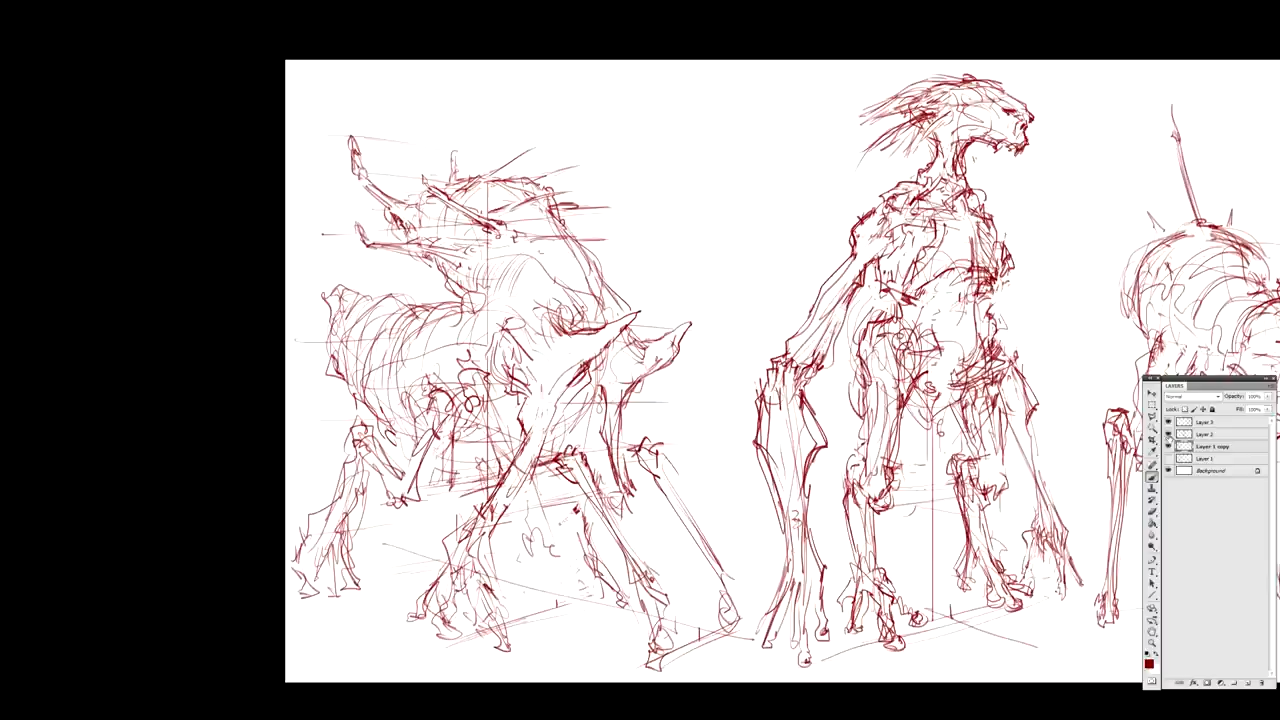 LAYERS
Normal Opacity: 100%
Lock: Fill: 100%
Layer 3
Layer 2
Layer 1 copy
Layer 1
Background